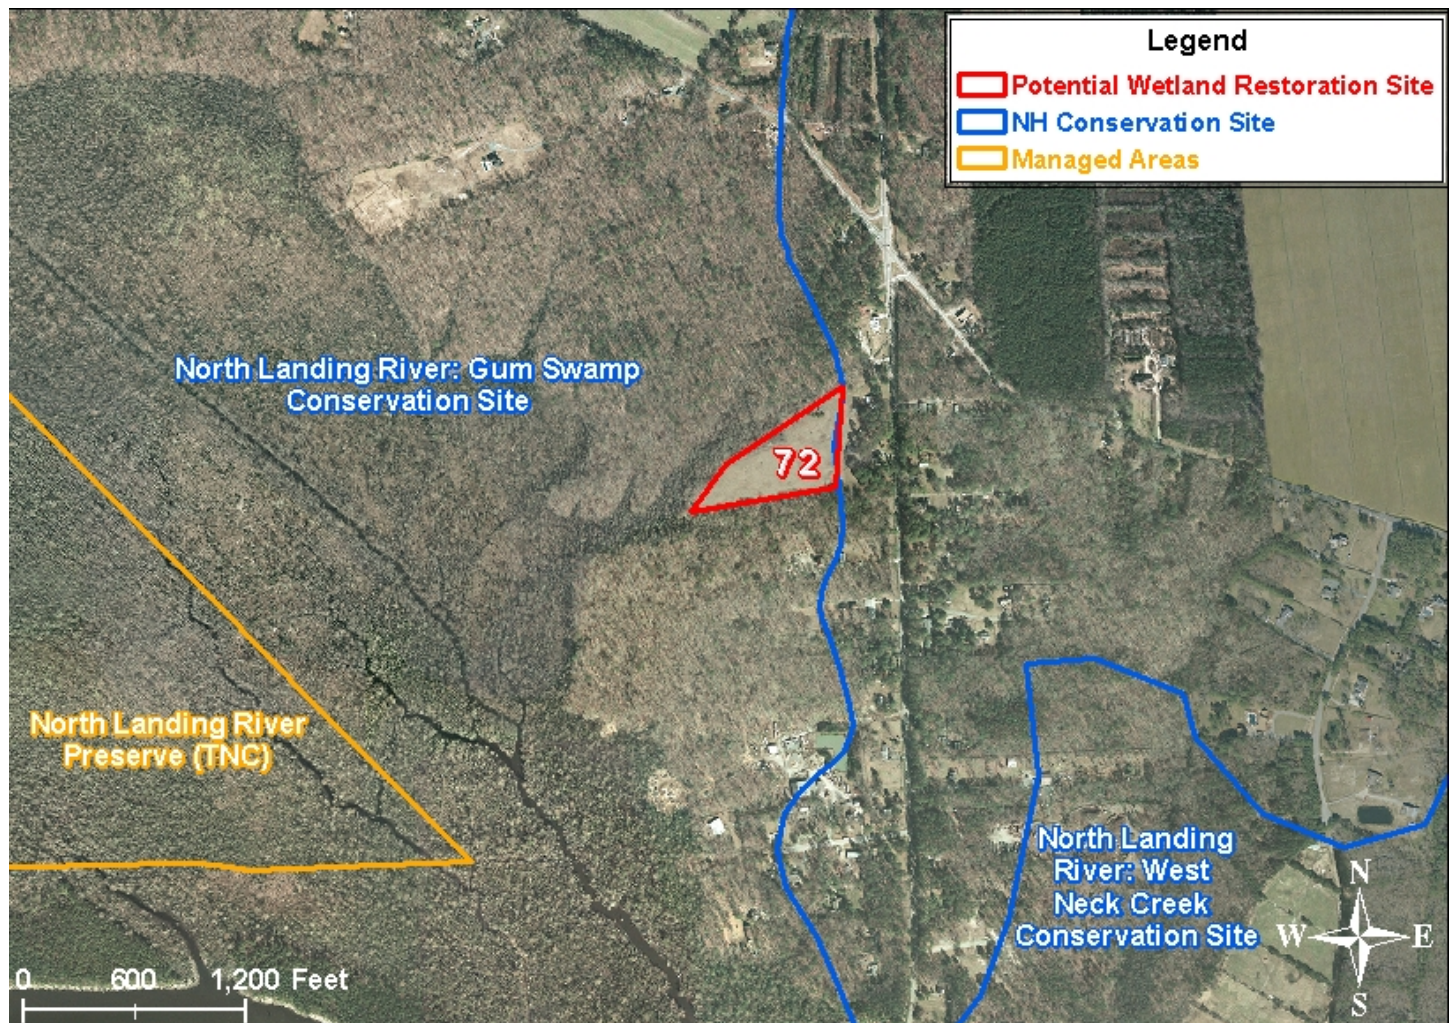 Legend
Potential Wetland Restoration Site
NH Conservation Site
Managed Areas
North Landing River: Gum Swamp
Conservation Site
72
North Landing River
Preserve (TNC)
North Landing
River: West
Neck Creek
Conservation Site
N
W E
S
0 600 1,200 Feet